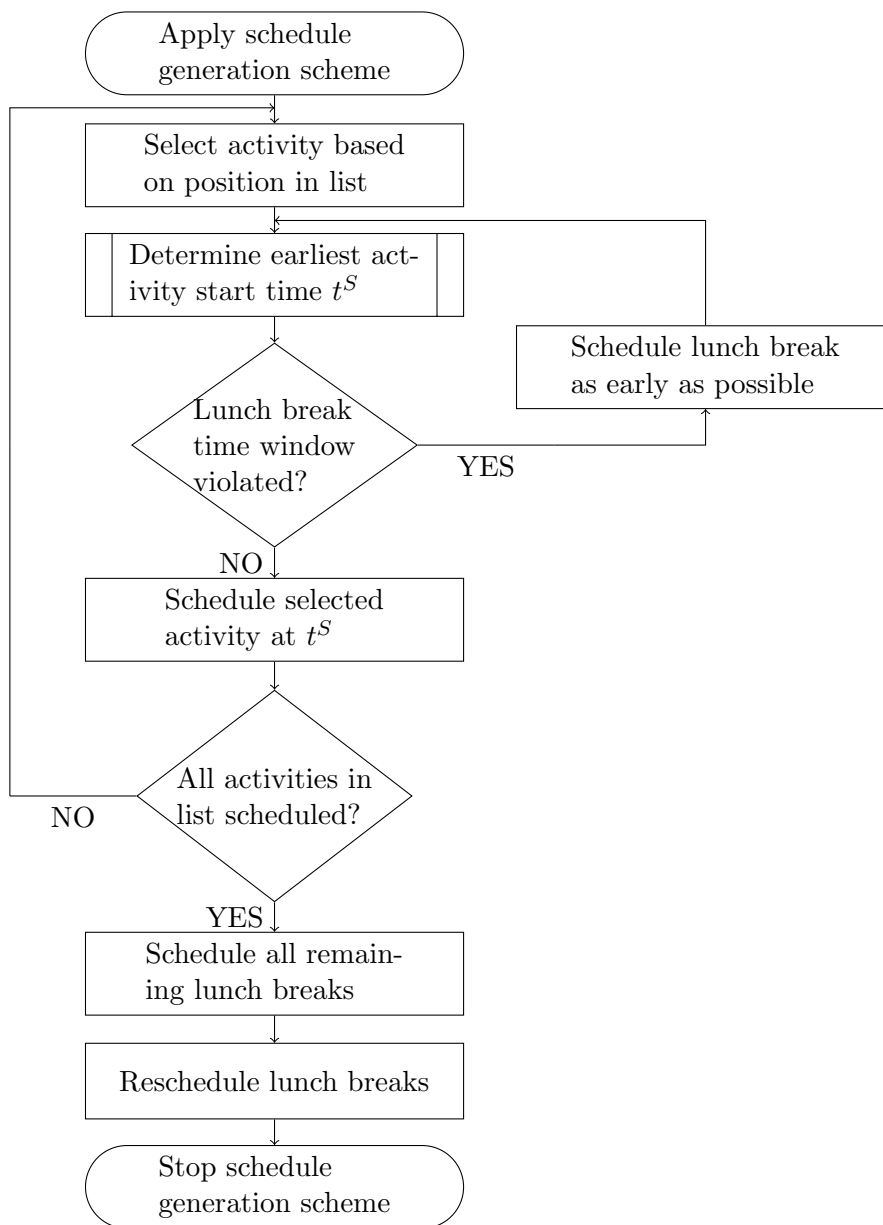 Apply schedule
generation scheme
Select activity based
on position in list
Determine earliest act-
ivity start time t^S
Schedule lunch break
as early as possible
Lunch break
time window
violated?
YES
NO
Schedule selected
activity at t^S
All activities in
list scheduled?
NO
YES
Schedule all remain-
ing lunch breaks
Reschedule lunch breaks
Stop schedule
generation scheme